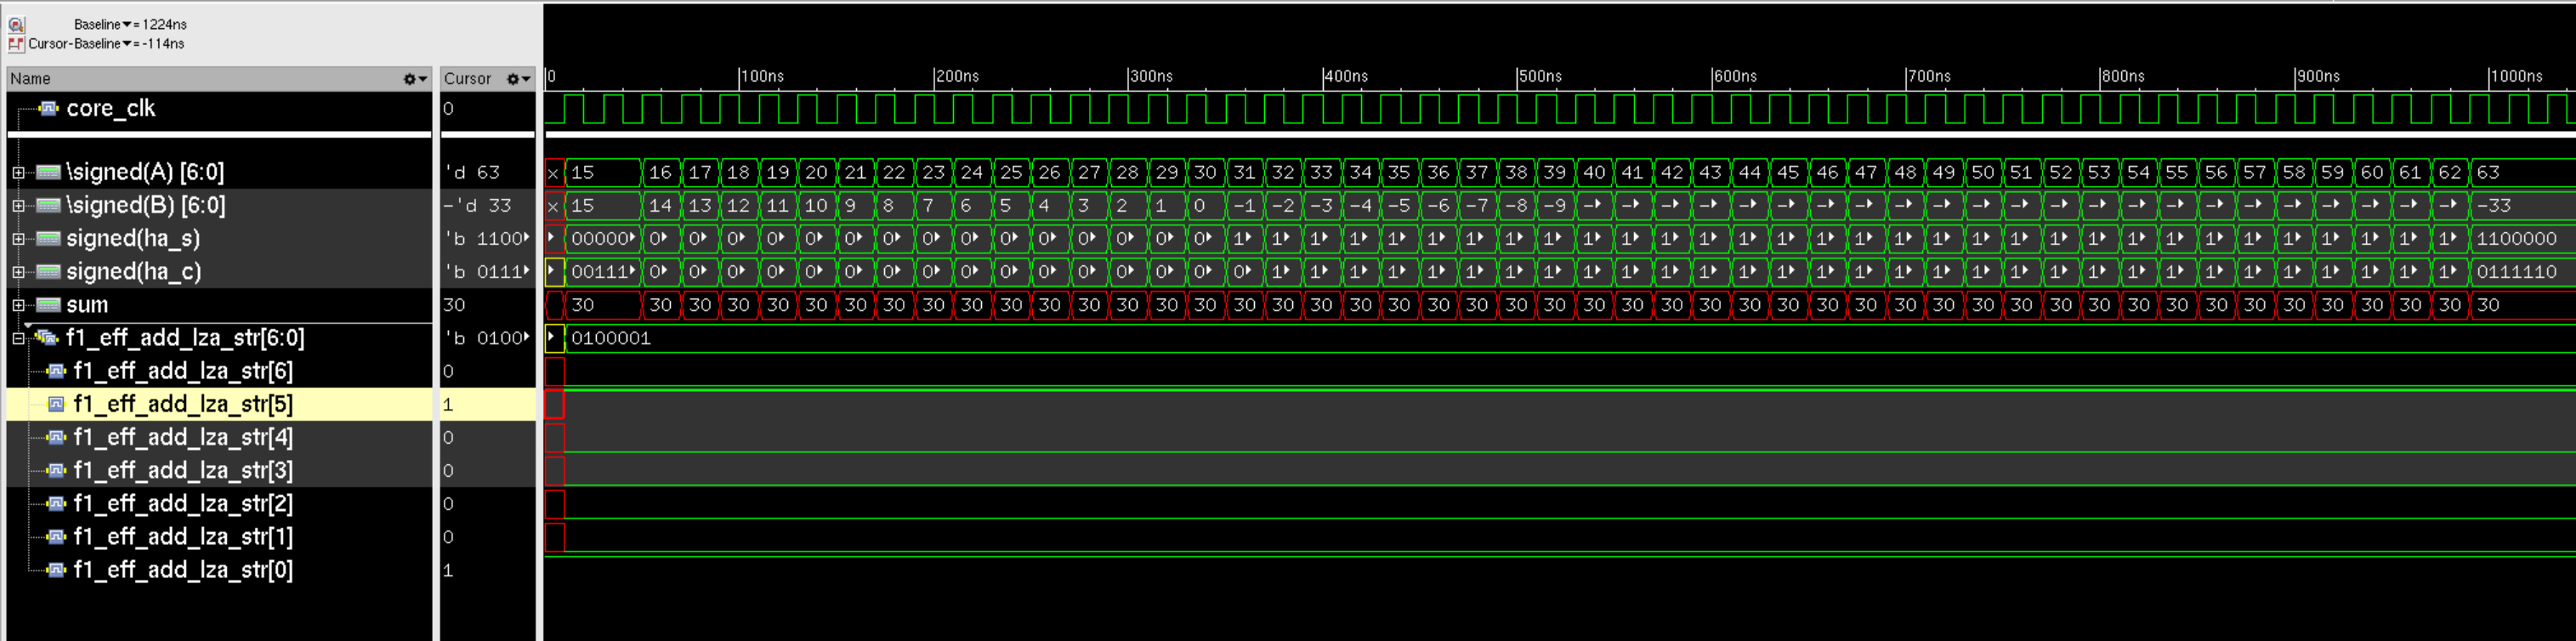 Baseline▼= 1224ns
Cursor-Baseline▼= -114ns
Name Cursor 0 100ns 200ns 300ns 400ns 500ns 600ns 700ns 800ns 900ns 1000ns
core_clk 0
\signed(A) [6:0] 'd 63 x 15 16 17 18 19 20 21 22 23 24 25 26 27 28 29 30 31 32 33 34 35 36 37 38 39 40 41 42 43 44 45 46 47 48 49 50 51 52 53 54 55 56 57 58 59 60 61 62 63
\signed(B) [6:0] -'d 33 x 15 14 13 12 11 10 9 8 7 6 5 4 3 2 1 0 -1 -2 -3 -4 -5 -6 -7 -8 -9 - - - - - - - - - - - - - - - - - - - - - - - -33
signed(ha_s) 'b 1100 00000 0 0 0 0 0 0 0 0 0 0 0 0 0 0 0 1 1 1 1 1 1 1 1 1 1 1 1 1 1 1 1 1 1 1 1 1 1 1 1 1 1 1 1 1 1 1 1 1100000
signed(ha_c) 'b 0111 00111 0 0 0 0 0 0 0 0 0 0 0 0 0 0 0 0 1 1 1 1 1 1 1 1 1 1 1 1 1 1 1 1 1 1 1 1 1 1 1 1 1 1 1 1 1 1 1 0111110
sum 30 30 30 30 30 30 30 30 30 30 30 30 30 30 30 30 30 30 30 30 30 30 30 30 30 30 30 30 30 30 30 30 30 30 30 30 30 30 30 30 30 30 30 30 30 30 30 30 30 30
f1_eff_add_lza_str[6:0] 'b 0100 0100001
f1_eff_add_lza_str[6] 0
f1_eff_add_lza_str[5] 1
f1_eff_add_lza_str[4] 0
f1_eff_add_lza_str[3] 0
f1_eff_add_lza_str[2] 0
f1_eff_add_lza_str[1] 0
f1_eff_add_lza_str[0] 1